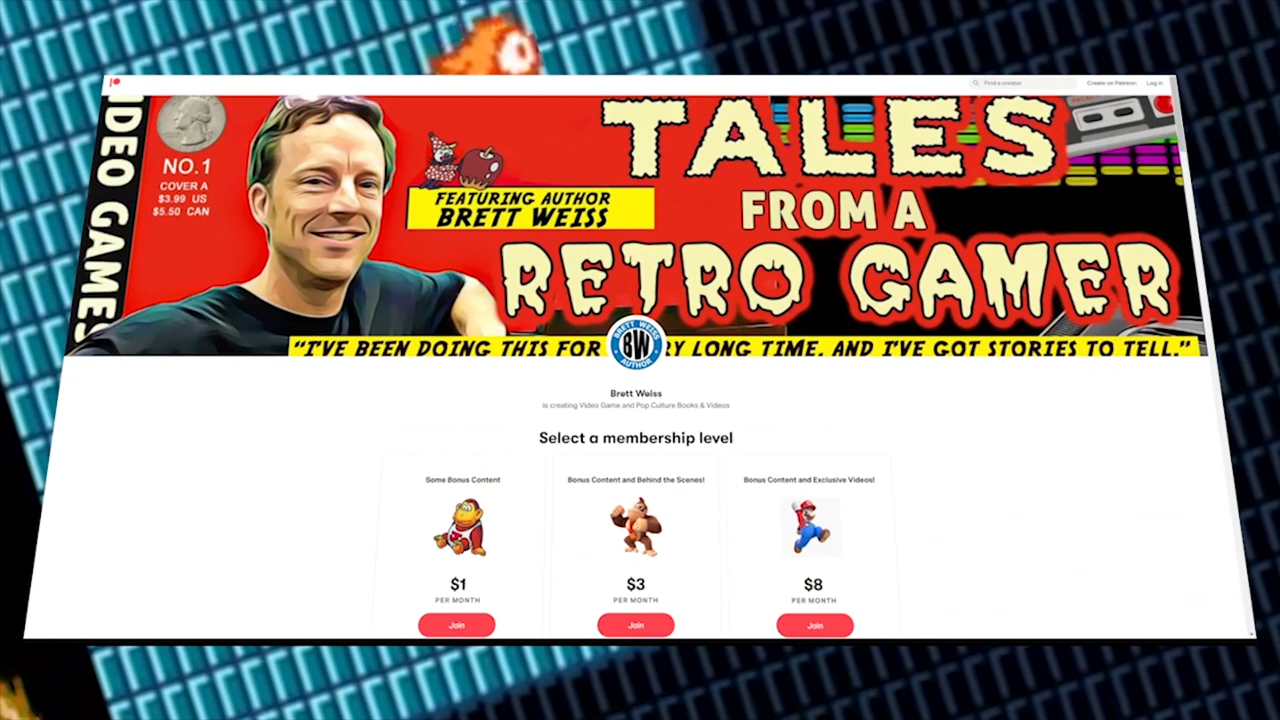 Find a creator
Create on Patreon
Log in
VIDEO GAMES
NO.1
COVER A
$3.99 US
$5.50 CAN
FEATURING AUTHOR
BRETT WEISS
TALES
FROM A
RETRO GAMER
"I'VE BEEN DOING THIS FOR RY LONG TIME, AND I'VE GOT STORIES TO TELL."
BRETT WEISS
BW
AUTHOR
Brett Weiss
is creating Video Game and Pop Culture Books & Videos
Select a membership level
Some Bonus Content
$1
PER MONTH
Join
Bonus Content and Behind the Scenes!
$3
PER MONTH
Join
Bonus Content and Exclusive Videos!
$8
PER MONTH
Join